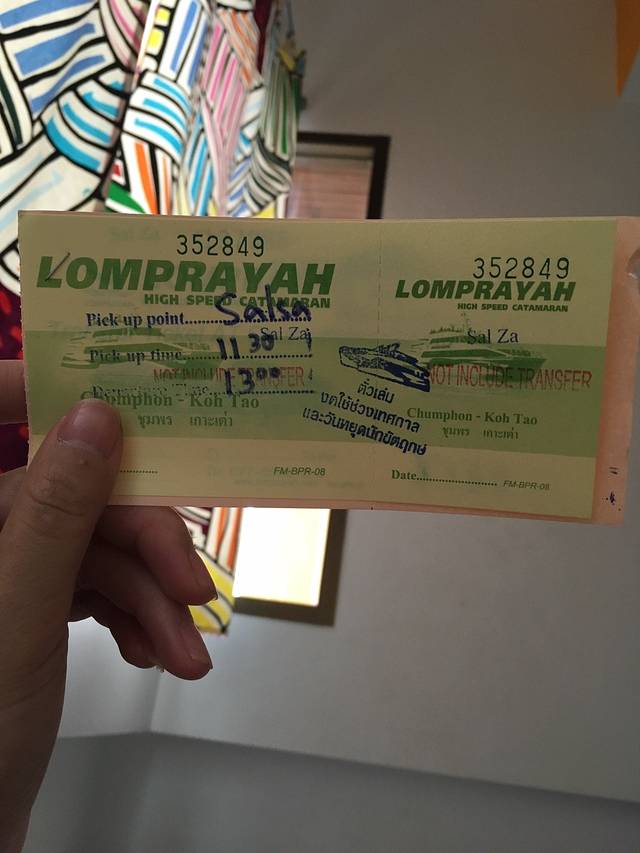 352849
LOMPRAYAH
HIGH SPEED CATAMARAN
Pick up point.......... Salsa
Sal Za
Pick up time........ 11 30
NOT INCLUDE TRANSFER
Time...... 13 00
Chumphon - Koh Tao
ชุมพร เกาะเต่า
FM-BPR-08
ตั๋วเล่ม
งดใช้ช่วงเทศกาล
และวันหยุดนักขัตฤกษ์
352849
LOMPRAYAH
HIGH SPEED CATAMARAN
Sal Za
NOT INCLUDE TRANSFER
Chumphon - Koh Tao
ชุมพร เกาะเต่า
Date..........................
FM-BPR-08